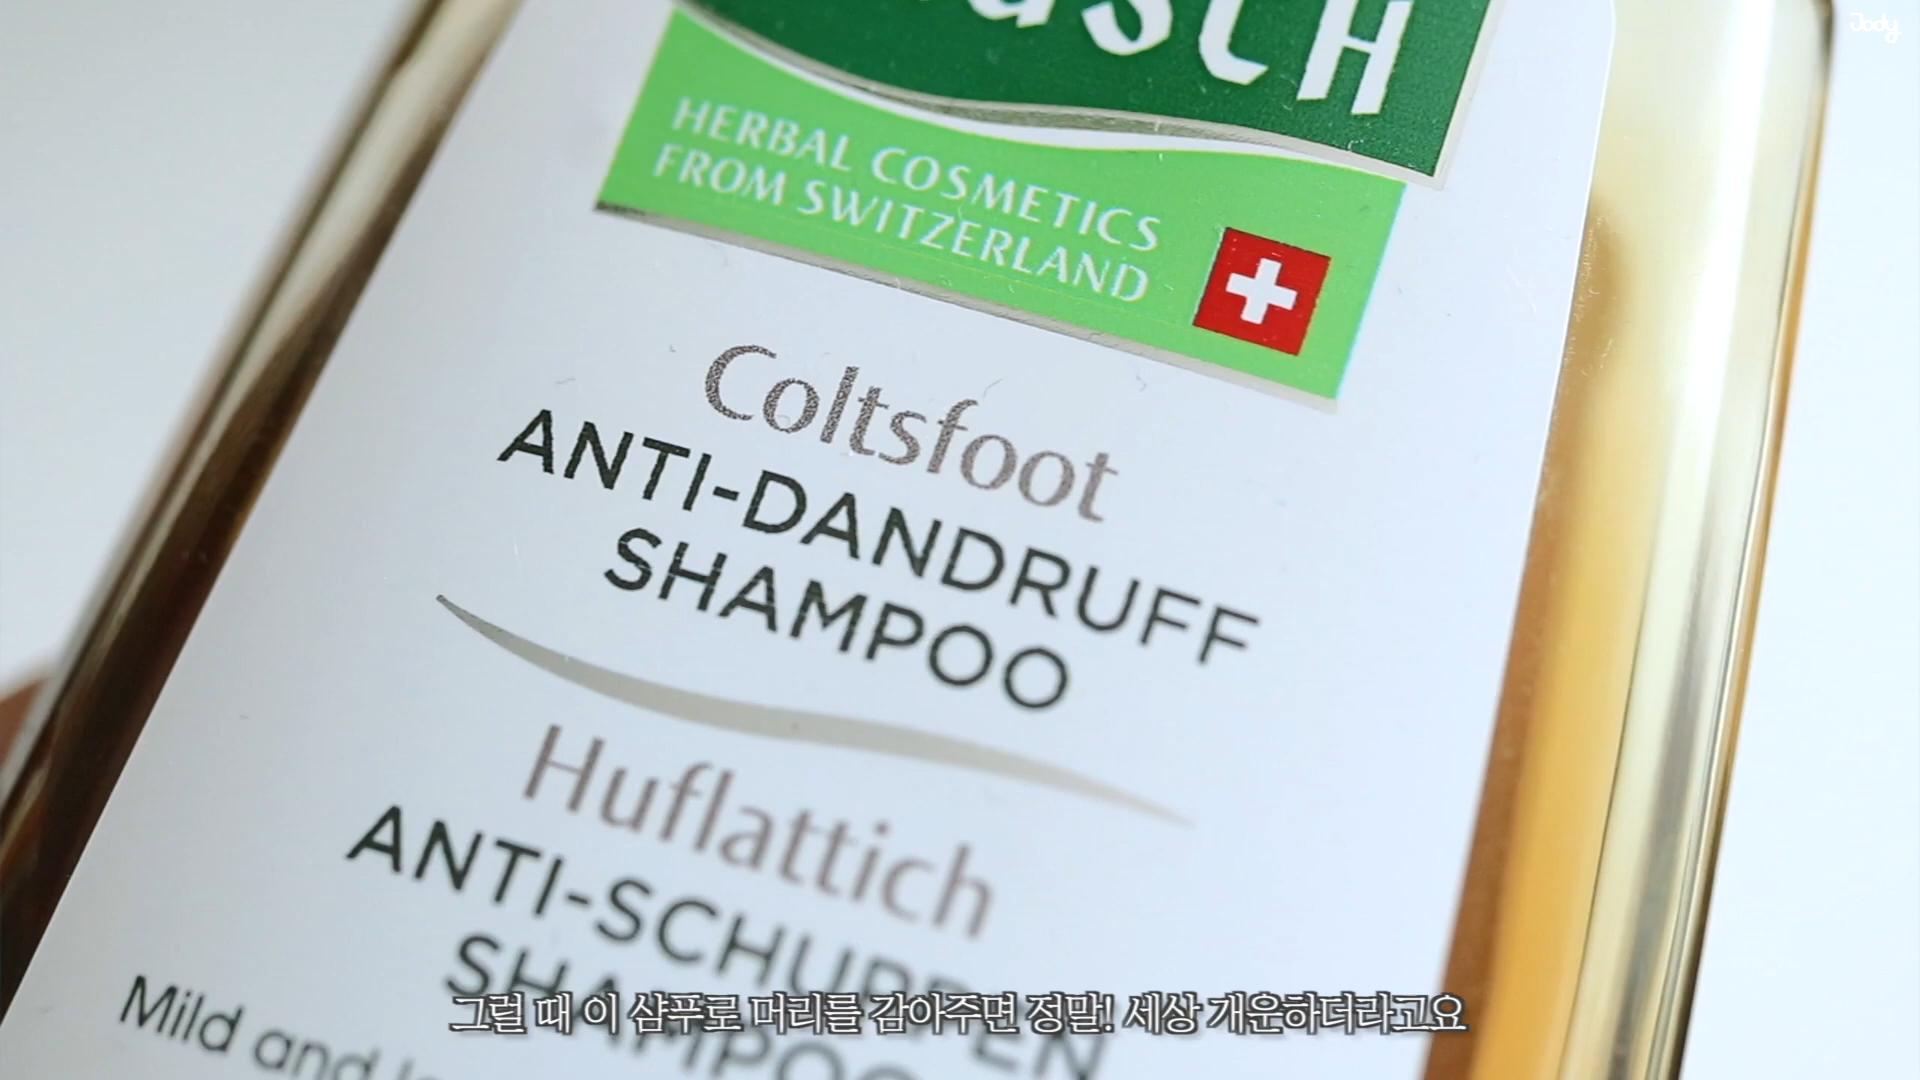 HERBAL COSMETICS
FROM SWITZERLAND
Coltsfoot
ANTI-DANDRUFF
SHAMPOO
Huflattich
ANTI-SCHUPPEN
SHAMPOO
Mild and
그럴 때 이 샴푸로 머리를 감아주면 정말! 세상 개운하더라고요
Jody